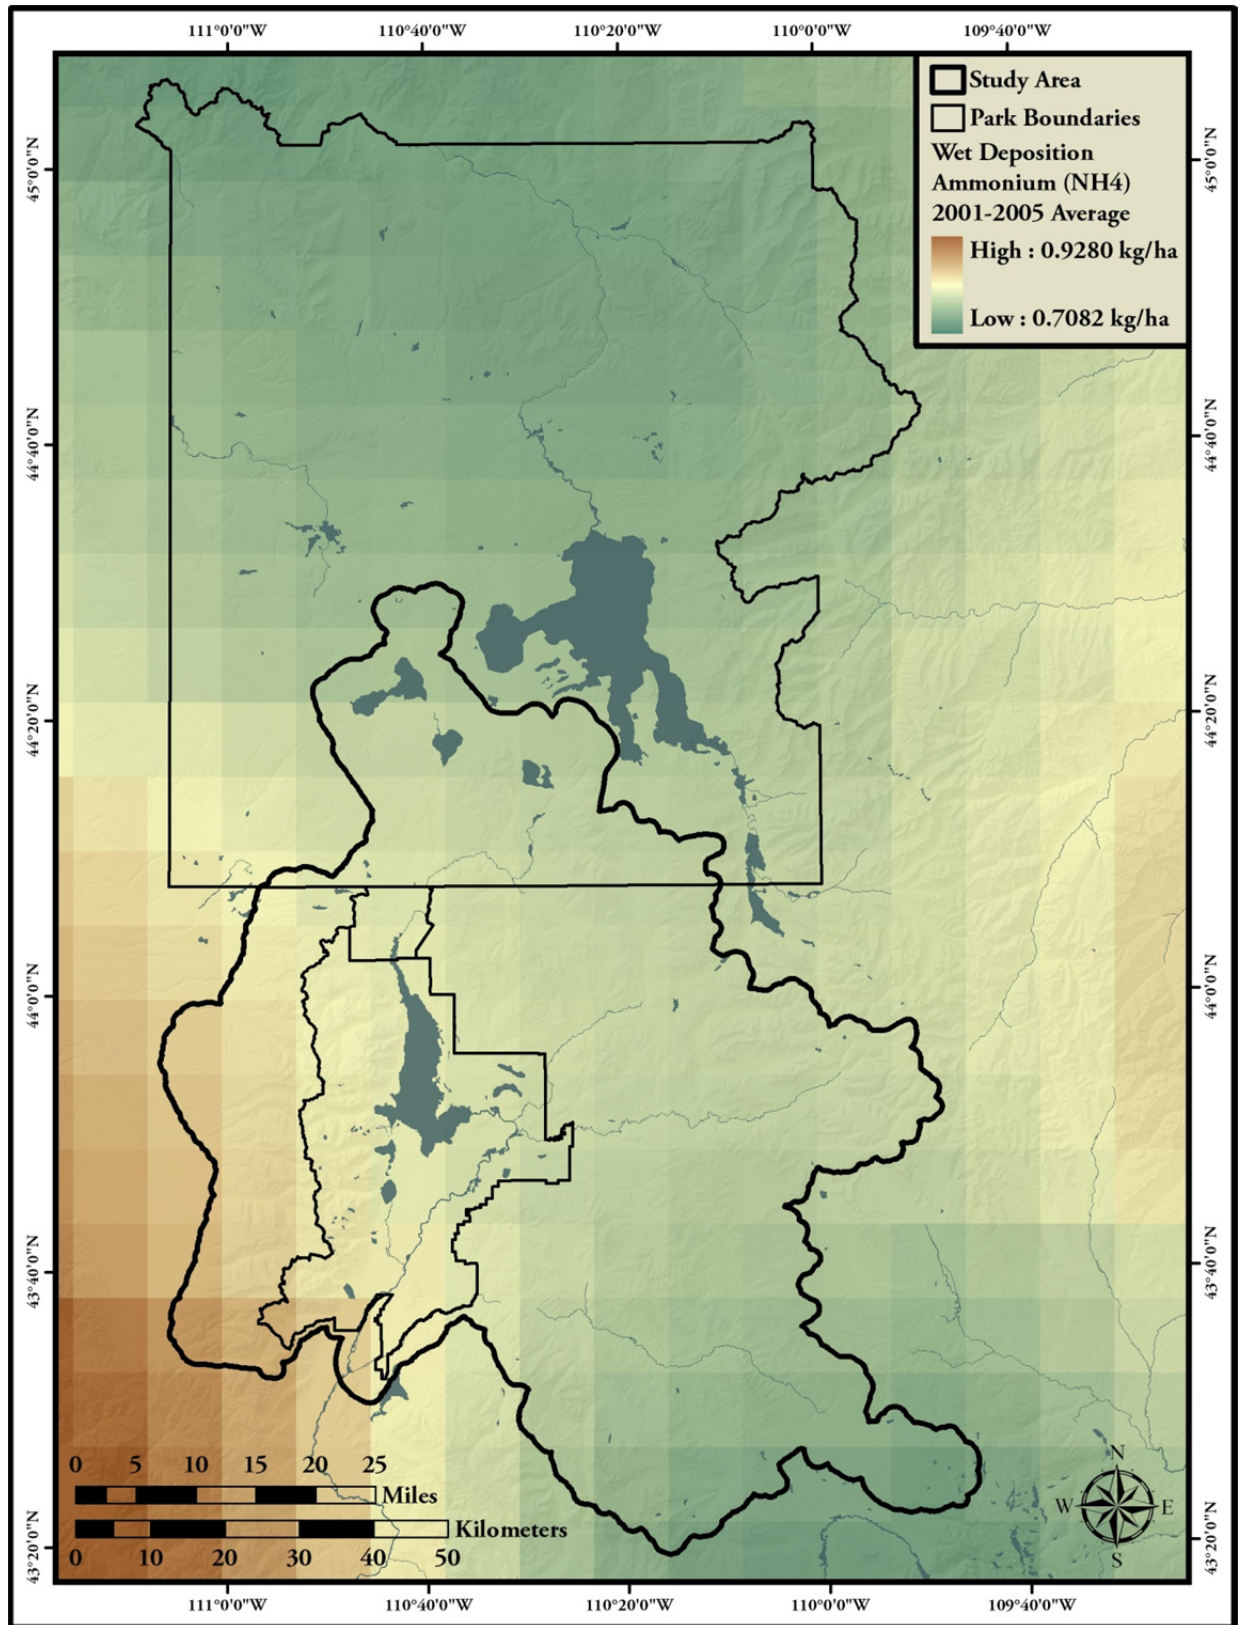 111°0'0"W 110°40'0"W 110°20'0"W 110°0'0"W 109°40'0"W
Study Area
Park Boundaries
Wet Deposition
Ammonium (NH4)
2001-2005 Average
High : 0.9280 kg/ha
Low : 0.7082 kg/ha
45°0'0"N 45°0'0"N
44°40'0"N 44°40'0"N
44°20'0"N 44°20'0"N
44°0'0"N 44°0'0"N
43°40'0"N 43°40'0"N
43°20'0"N 43°20'0"N
0 5 10 15 20 25
Miles
Kilometers
0 10 20 30 40 50
N
W E
S
111°0'0"W 110°40'0"W 110°20'0"W 110°0'0"W 109°40'0"W